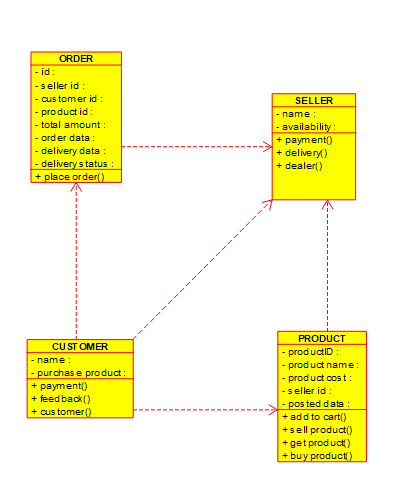 ORDER
- id :
- seller id :
- customer id :
- product id :
- total amount :
- order data :
- delivery data :
- delivery status :
+ place order()
SELLER
- name :
- availability :
+ payment()
+ delivery()
+ dealer()
CUSTOMER
- name :
- purchase product :
+ payment()
+ feedback()
+ customer()
PRODUCT
- productID :
- product name :
- product cost :
- seller id :
- posted data :
+ add to cart()
+ sell product()
+ get product()
+ buy product()